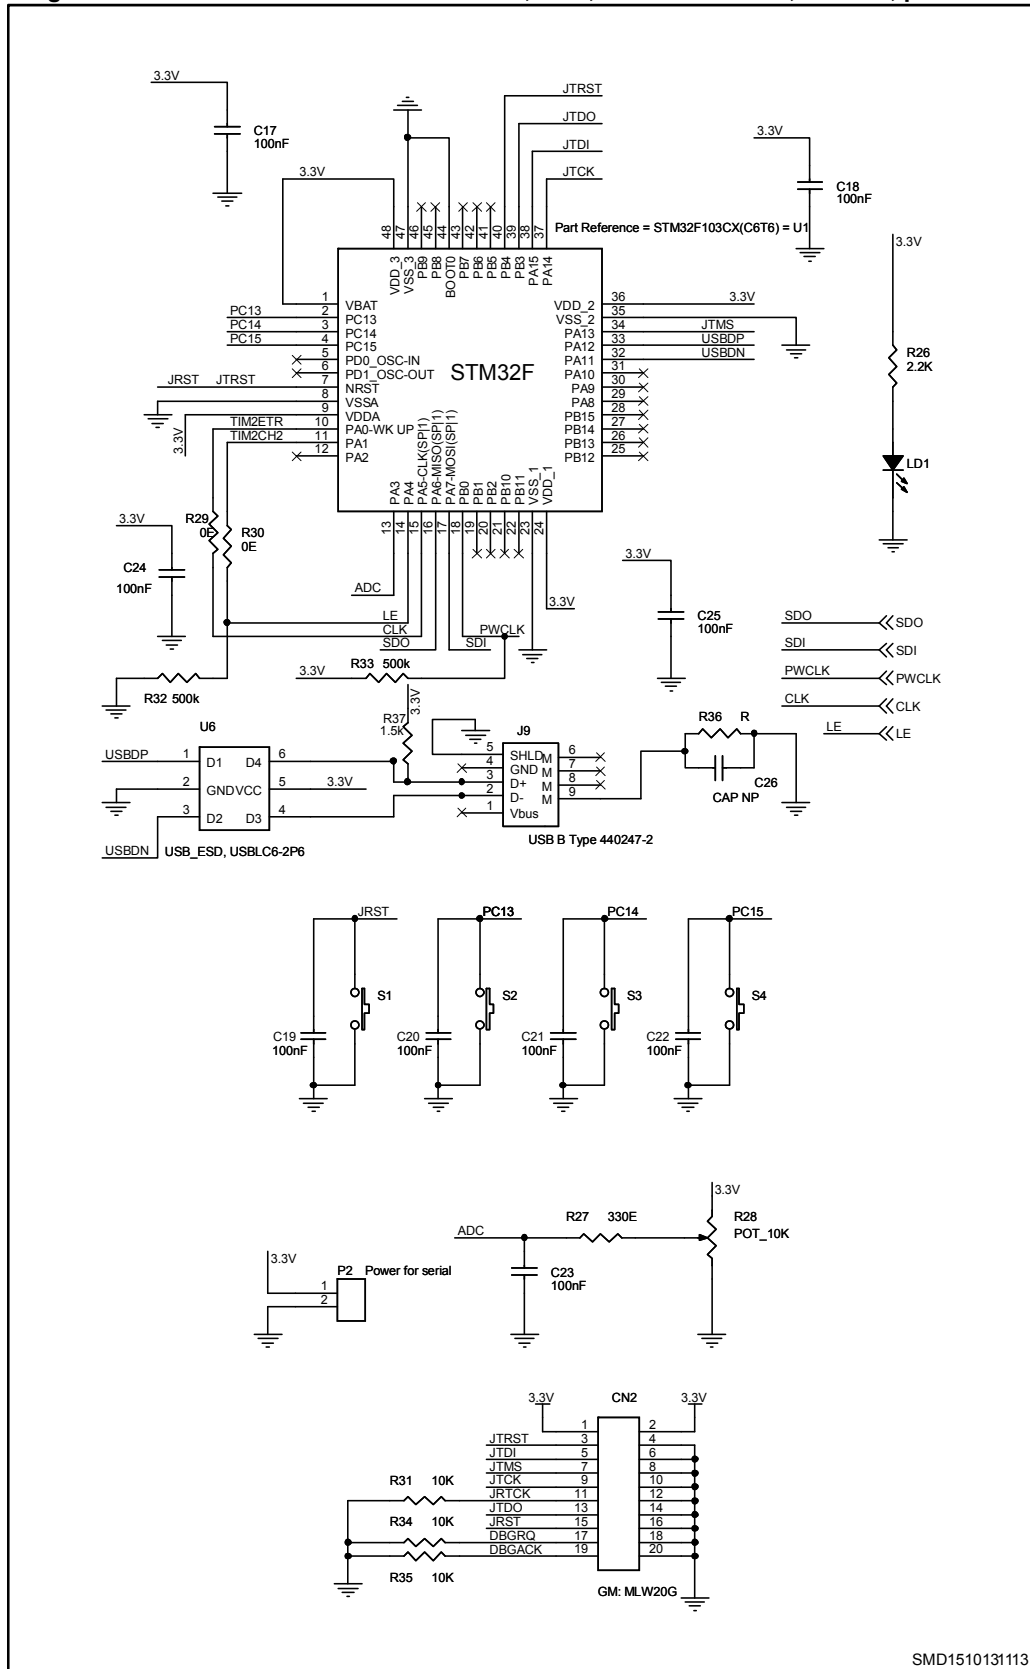 3.3V
C17
100nF
JTRST
JTDO
JTDI
JTCK
3.3V
3.3V
C18
100nF
Part Reference = STM32F103CX(C6T6) = U1
48
47
46
45
44
43
42
41
40
39
38
37
VDD_3
VSS_3
PB9
PB8
BOOT0
PB7
PB6
PB5
PB4
PB3
PA15
PA14
3.3V
R26
2.2K
LD1
PC13
PC14
PC15
JRST
JTRST
3.3V
TIM2ETR
TIM2CH2
1 VBAT
2 PC13
3 PC14
4 PC15
5 PD0_OSC-IN
6 PD1_OSC-OUT
7 NRST
8 VSSA
9 VDDA
10 PA0-WK UP
11 PA1
12 PA2
STM32F
VDD_2 36 3.3V
VSS_2 35
PA13 34 JTMS
PA12 33 USBDP
PA11 32 USBDN
PA10 31
PA9 30
PA8 29
PB15 28
PB14 27
PB13 26
PB12 25
PA3
PA4
PA5-CLK(SP|1)
PA6-MISO(SP|1)
PA7-MOSI(SP|1)
PB0
PB1
PB2
PB10
PB11
VSS_1
VDD_1
13
14
15
16
17
18
19
20
21
22
23
24
3.3V
C24
100nF
R29
0E
R30
0E
ADC
LE
CLK
SDO
SDI
PWCLK
3.3V
3.3V
C25
100nF
SDO SDO
SDI SDI
PWCLK PWCLK
CLK CLK
LE LE
R32 500k
3.3V
R33 500k
R37
1.5k
3.3V
U6
USBDP
USBDN
1 D1 D4 6
2 GND VCC 5 3.3V
3 D2 D3 4
USB_ESD, USBLC6-2P6
J9
5 SHLD M 6
4 GND M 7
3 D+ M 8
2 D- M 9
1 Vbus
USB B Type 440247-2
R36 R
C26
CAP NP
JRST
S1
C19
100nF
PC13
S2
C20
100nF
PC14
S3
C21
100nF
PC15
S4
C22
100nF
3.3V
P2 Power for serial
1
2
ADC
R27 330E
C23
100nF
3.3V
R28
POT_10K
3.3V CN2 3.3V
1 2
JTRST 3 4
JTDI 5 6
JTMS 7 8
JTCK 9 10
R31 10K JRTCK 11 12
JTDO 13 14
R34 10K JRST 15 16
DBGRQ 17 18
DBGACK 19 20
R35 10K
GM: MLW20G
SMD1510131113